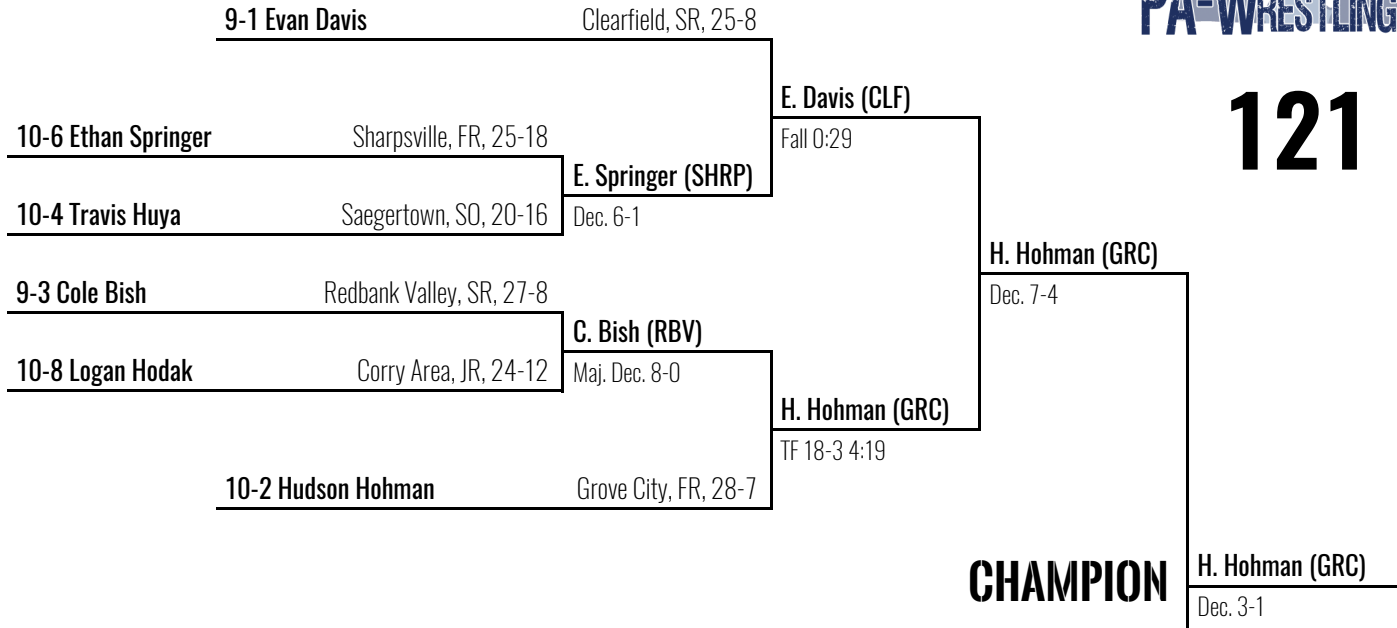 9-1 Evan Davis Clearfield, SR, 25-8
PA-WRESTLING
121
E. Davis (CLF)
Fall 0:29
10-6 Ethan Springer Sharpsville, FR, 25-18
E. Springer (SHRP)
Dec. 6-1
10-4 Travis Huya Saegertown, SO, 20-16
H. Hohman (GRC)
Dec. 7-4
9-3 Cole Bish Redbank Valley, SR, 27-8
C. Bish (RBV)
Maj. Dec. 8-0
10-8 Logan Hodak Corry Area, JR, 24-12
H. Hohman (GRC)
TF 18-3 4:19
10-2 Hudson Hohman Grove City, FR, 28-7
CHAMPION
H. Hohman (GRC)
Dec. 3-1